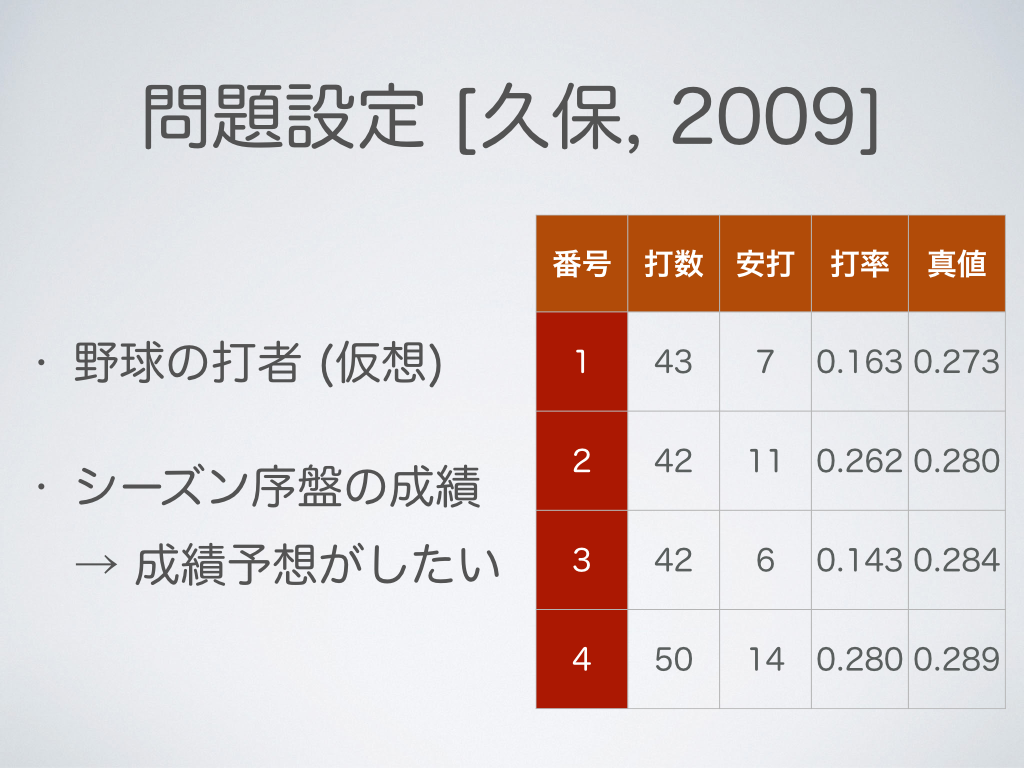 問題設定 [久保, 2009]
・ 野球の打者 (仮想)
・ シーズン序盤の成績
→ 成績予想がしたい
番号 打数 安打 打率 真値
1 43 7 0.163 0.273
2 42 11 0.262 0.280
3 42 6 0.143 0.284
4 50 14 0.280 0.289